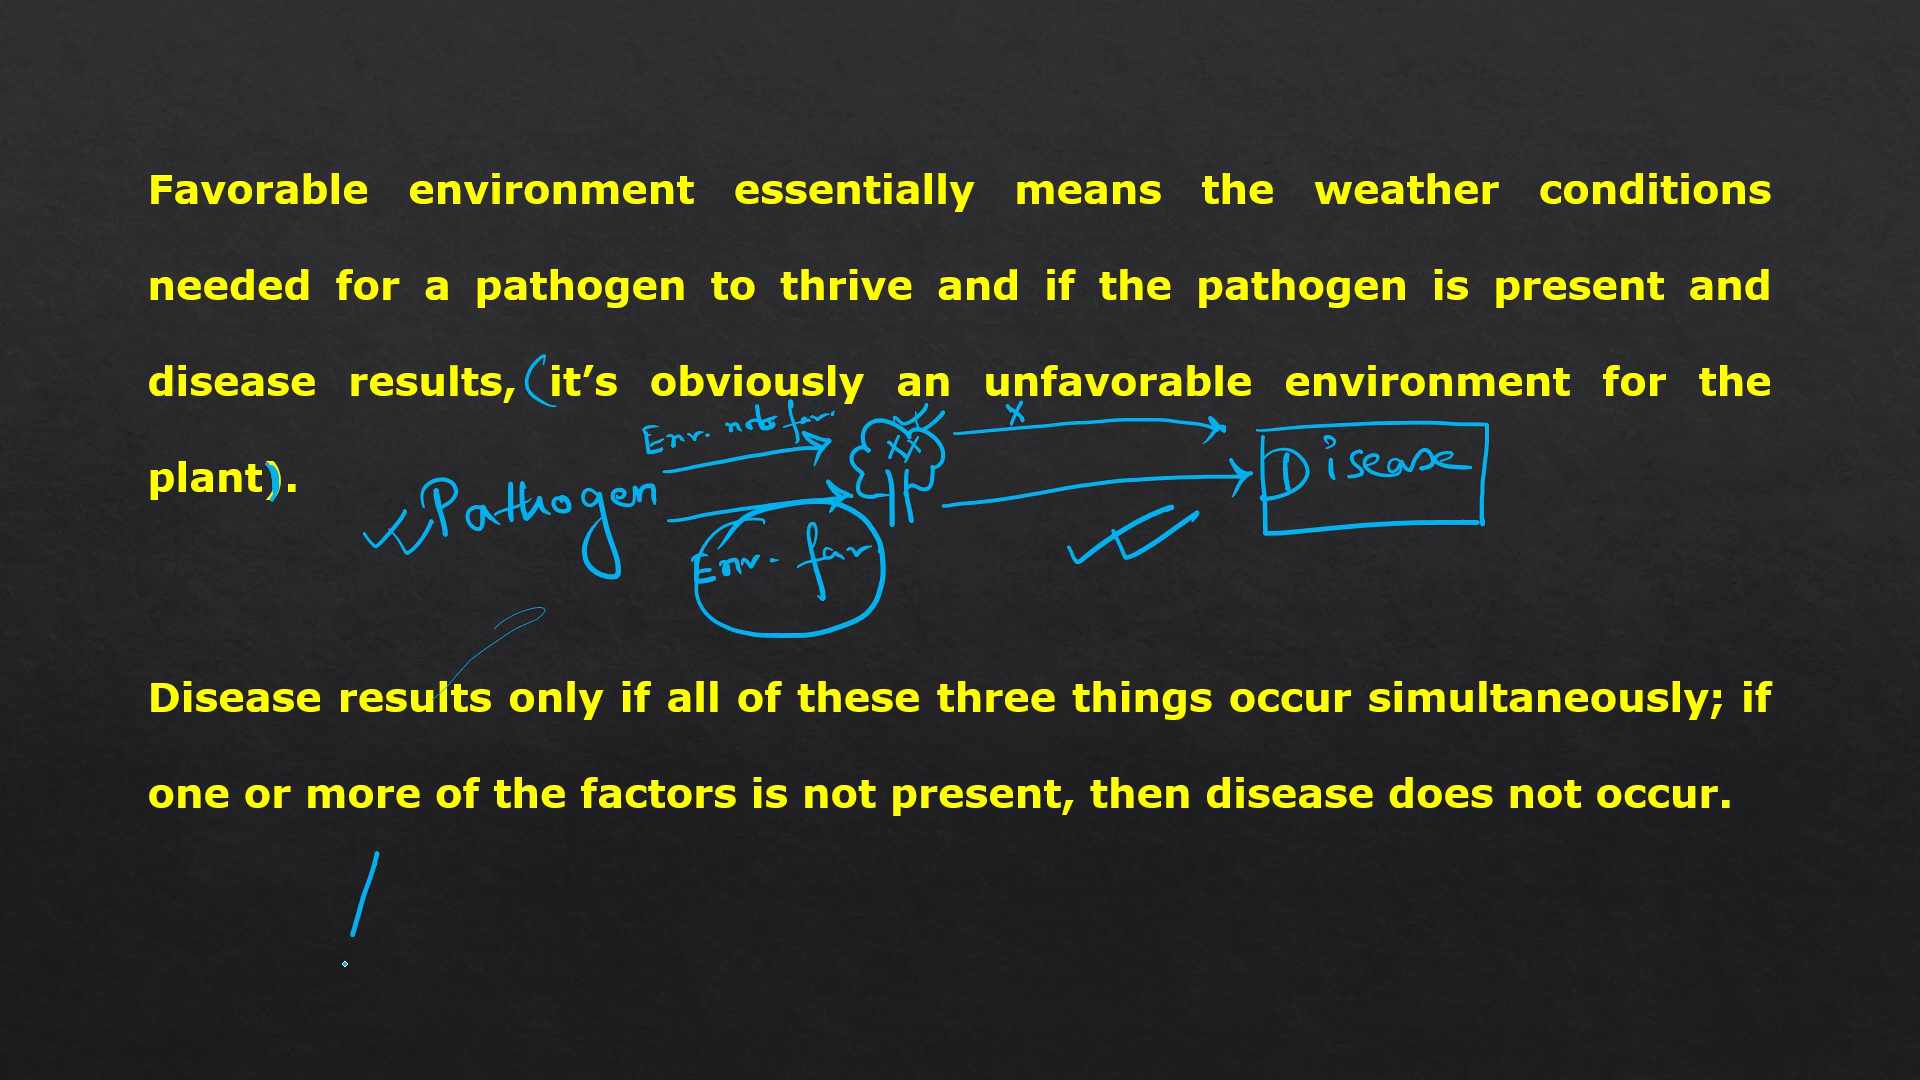 Favorable environment essentially means the weather conditions
needed for a pathogen to thrive and if the pathogen is present and
disease results, (it’s obviously an unfavorable environment for the
plant).
Env. not fav.
x
x x
Pathogen
Disease
Env. fav
Disease results only if all of these three things occur simultaneously; if
one or more of the factors is not present, then disease does not occur.